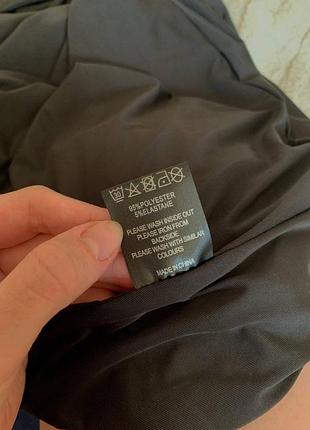 30
95%POLYESTER
5%ELASTANE
PLEASE WASH INSIDE OUT
PLEASE IRON FROM
BACKSIDE
PLEASE WASH WITH SIMILAR
COLOURS
MADE IN CHINA